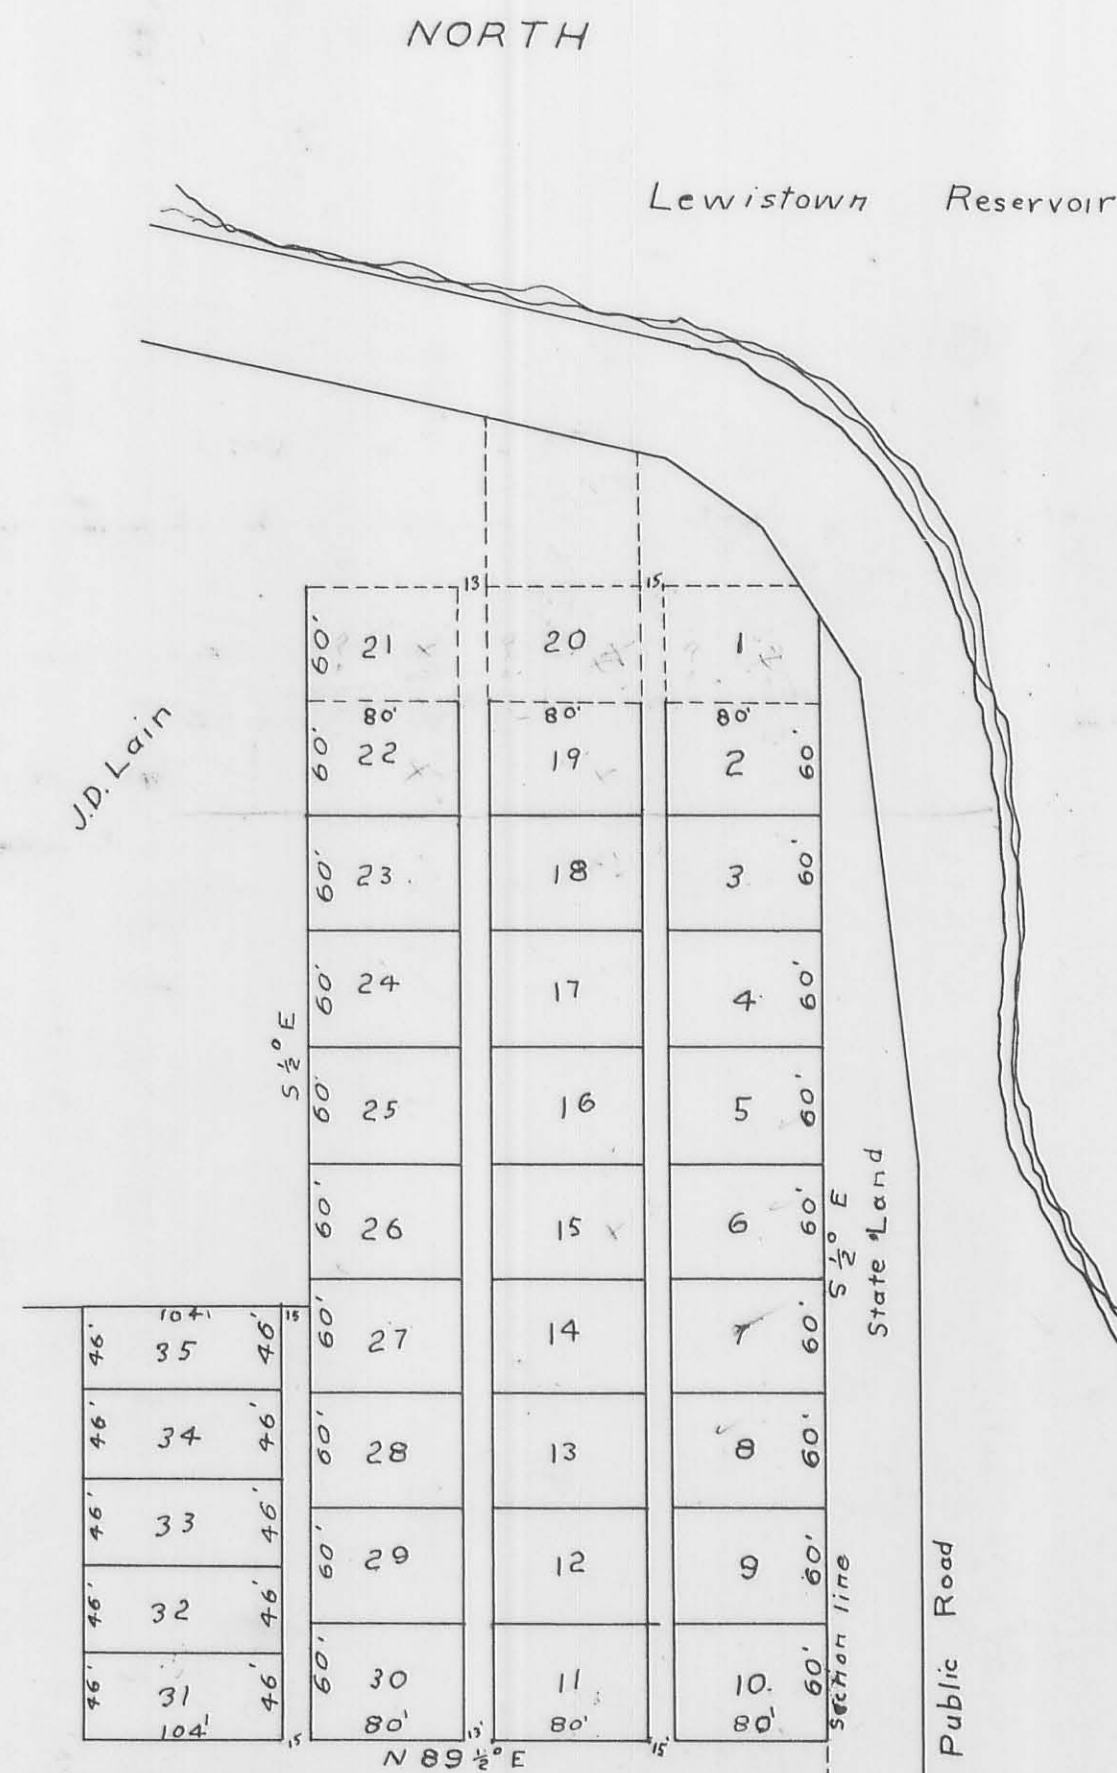 NORTH
Lewistown Reservoir
13' 15'
60' 21 20 1
80' 80' 80'
60' 22 19 2 60'
J.D. Lain
60' 23 18 3 60'
60' 24 17 4 60'
S ½° E
60' 25 16 5 60'
60' 26 15 6 60'
S ½° E
State Land
104' 15
46' 35 46' 60' 27 14 7 60'
46' 34 46' 60' 28 13 8 60'
46' 33 46' 60' 29 12 9 60'
46' 32 46'
Section line
Public Road
46' 31 46' 60' 30 11 10 60'
104' 15 80' 13' 80' 15' 80'
N 89 ½° E